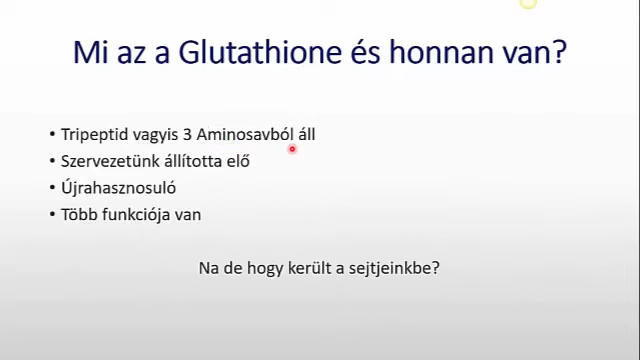 Mi az a Glutathione és honnan van?
• Tripeptid vagyis 3 Aminosavból áll
• Szervezetünk állította elő
• Újrahasznosuló
• Több funkciója van
Na de hogy került a sejtjeinkbe?